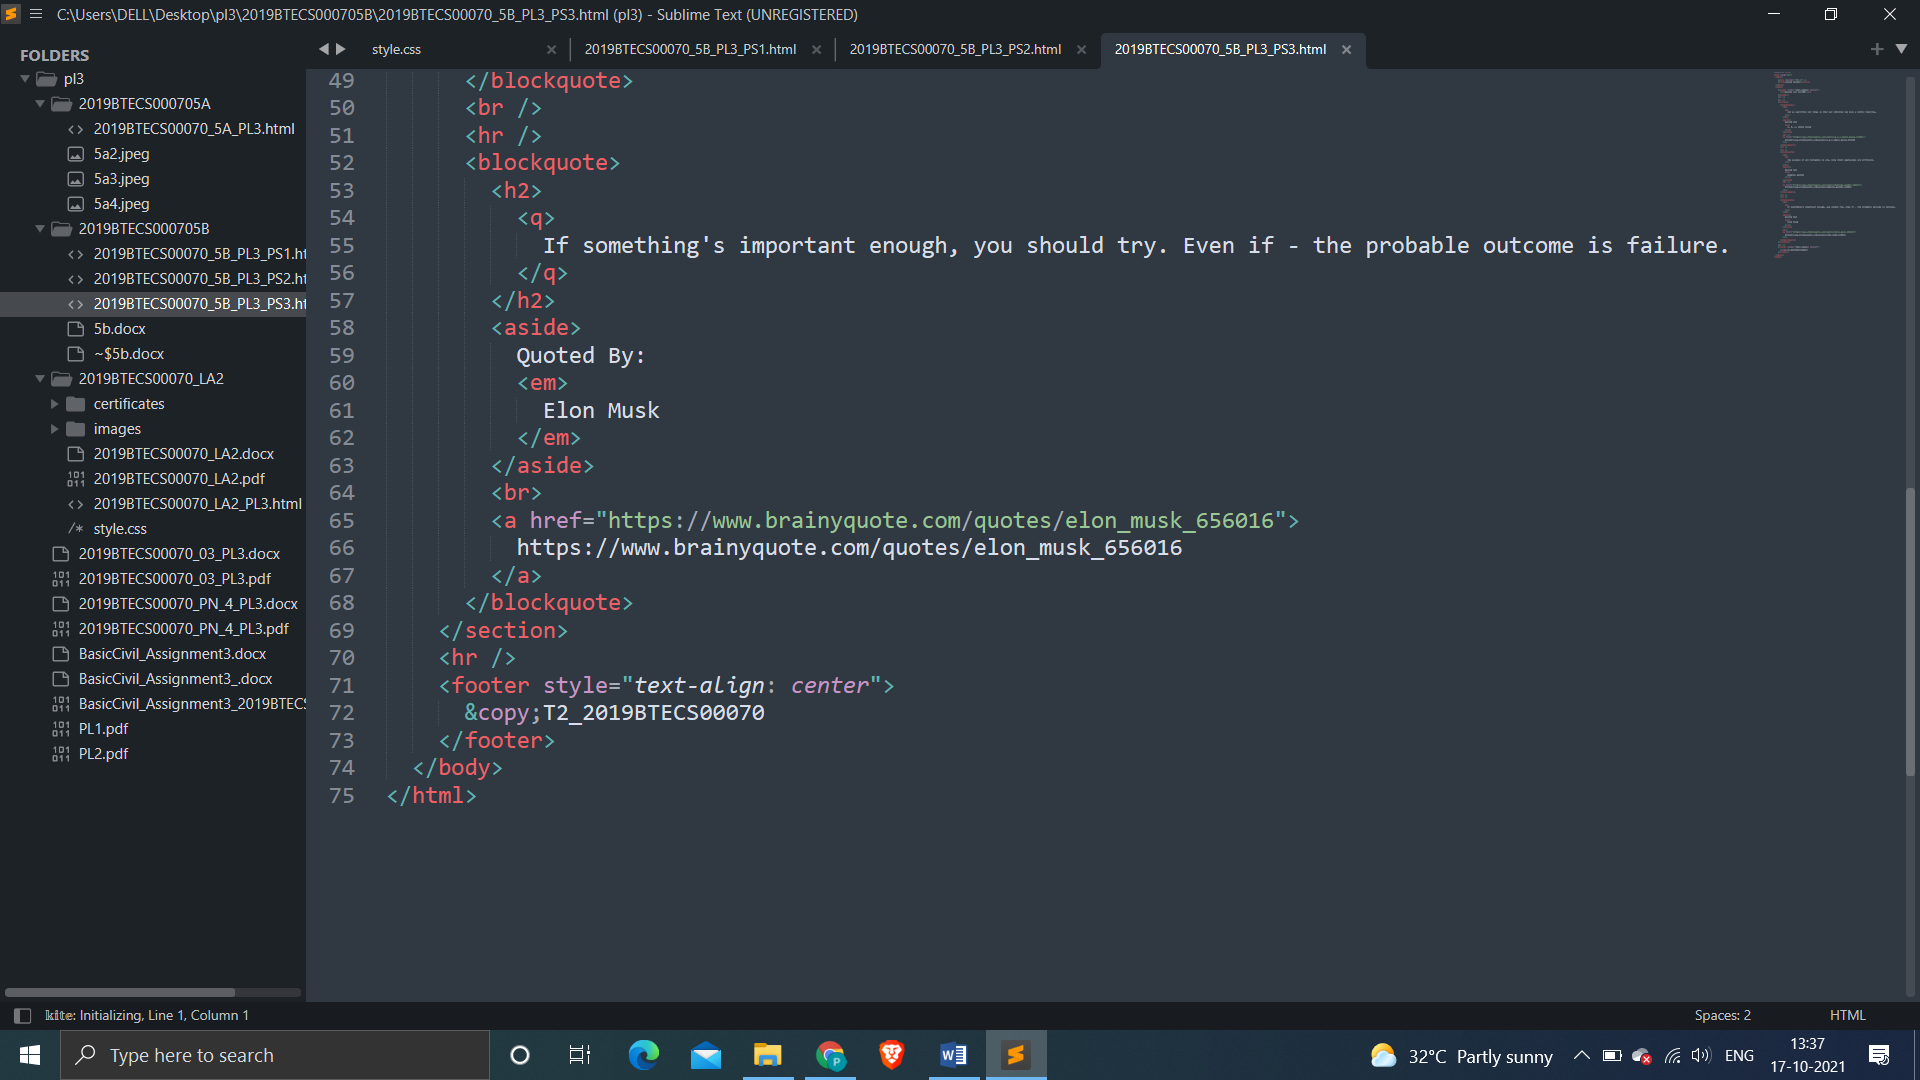 C:\Users\DELL\Desktop\pl3\2019BTECS000705B\2019BTECS00070_5B_PL3_PS3.html (pl3) - Sublime Text (UNREGISTERED)
FOLDERS
pl3
2019BTECS000705A
2019BTECS00070_5A_PL3.html
5a2.jpeg
5a3.jpeg
5a4.jpeg
2019BTECS000705B
2019BTECS00070_5B_PL3_PS1.ht
2019BTECS00070_5B_PL3_PS2.ht
2019BTECS00070_5B_PL3_PS3.ht
5b.docx
~$5b.docx
2019BTECS00070_LA2
certificates
images
2019BTECS00070_LA2.docx
2019BTECS00070_LA2.pdf
2019BTECS00070_LA2_PL3.html
style.css
2019BTECS00070_03_PL3.docx
2019BTECS00070_03_PL3.pdf
2019BTECS00070_PN_4_PL3.docx
2019BTECS00070_PN_4_PL3.pdf
BasicCivil_Assignment3.docx
BasicCivil_Assignment3_.docx
BasicCivil_Assignment3_2019BTECS
PL1.pdf
PL2.pdf
style.css 2019BTECS00070_5B_PL3_PS1.html 2019BTECS00070_5B_PL3_PS2.html 2019BTECS00070_5B_PL3_PS3.html
49 </blockquote>
50 <br />
51 <hr />
52 <blockquote>
53 <h2>
54 <q>
55 If something's important enough, you should try. Even if - the probable outcome is failure.
56 </q>
57 </h2>
58 <aside>
59 Quoted By:
60 <em>
61 Elon Musk
62 </em>
63 </aside>
64 <br>
65 <a href="https://www.brainyquote.com/quotes/elon_musk_656016">
66 https://www.brainyquote.com/quotes/elon_musk_656016
67 </a>
68 </blockquote>
69 </section>
70 <hr />
71 <footer style="text-align: center">
72 &copy;T2_2019BTECS00070
73 </footer>
74 </body>
75 </html>
kite: Initializing, Line 1, Column 1
Spaces: 2
HTML
Type here to search
32°C Partly sunny
ENG
13:37
17-10-2021